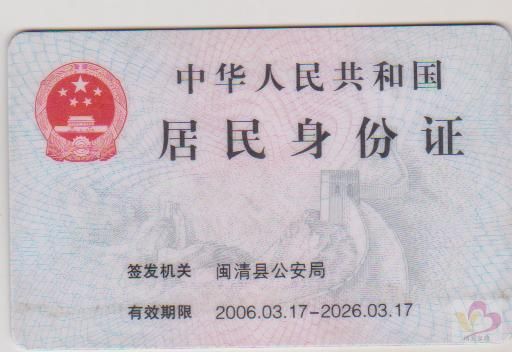 中华人民共和国
居民身份证
签发机关 闽清县公安局
有效期限 2006.03.17-2026.03.17